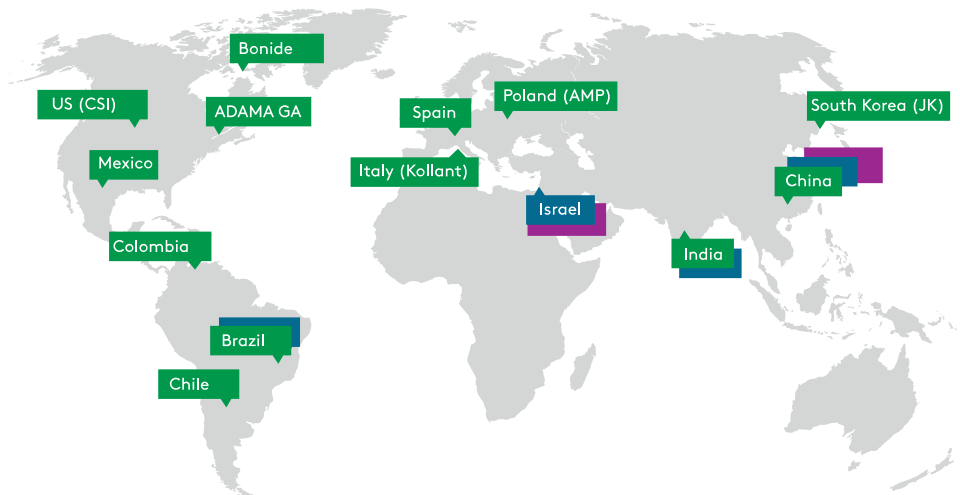 Bonide
US (CSI)
ADAMA GA
Mexico
Colombia
Brazil
Chile
Spain
Poland (AMP)
Italy (Kollant)
Israel
South Korea (JK)
China
India